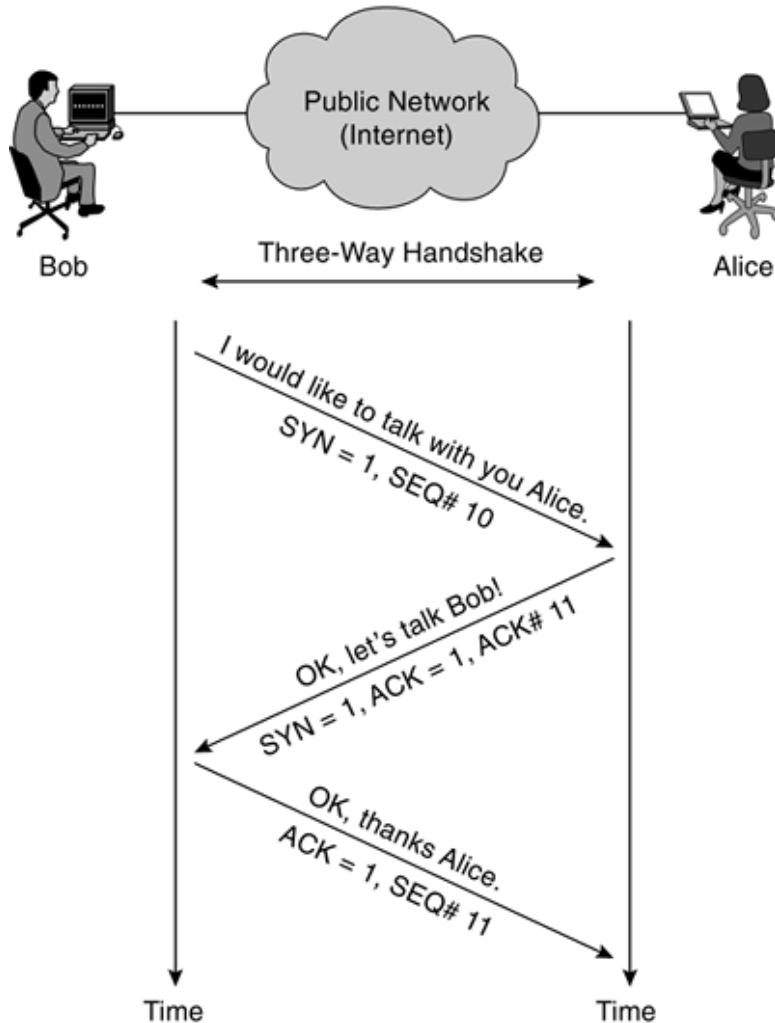 Public Network
(Internet)
Bob
Three-Way Handshake
Alice
I would like to talk with you Alice.
SYN = 1, SEQ# 10
OK, let's talk Bob!
SYN = 1, ACK = 1, ACK# 11
OK, thanks Alice.
ACK = 1, SEQ# 11
Time
Time